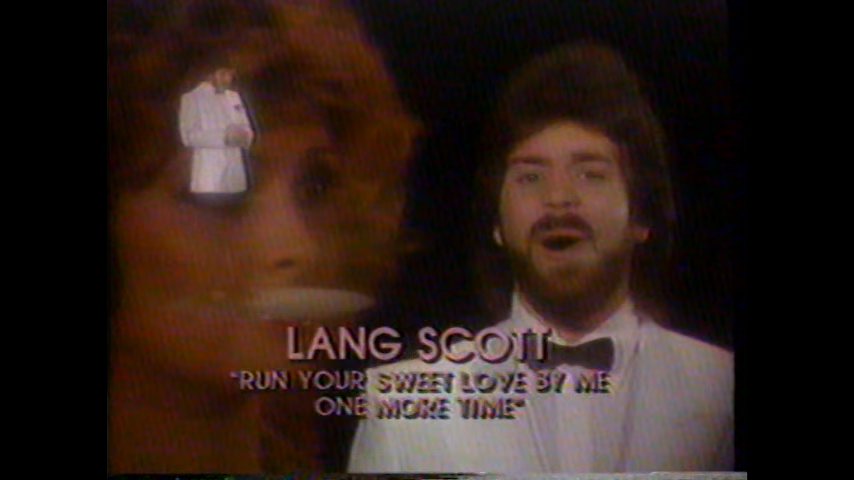 LANG SCOTT
"RUN YOUR SWEET LOVE BY ME
ONE MORE TIME"